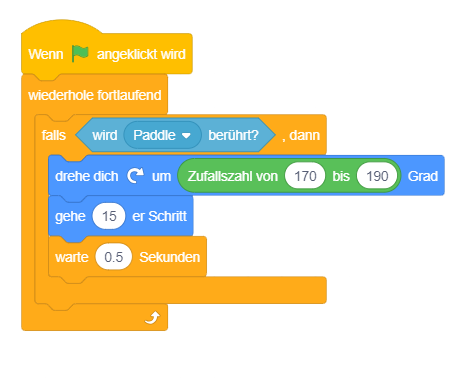 Wenn angeklickt wird
wiederhole fortlaufend
falls wird Paddle berührt? , dann
drehe dich um Zufallszahl von 170 bis 190 Grad
gehe 15 er Schritt
warte 0.5 Sekunden